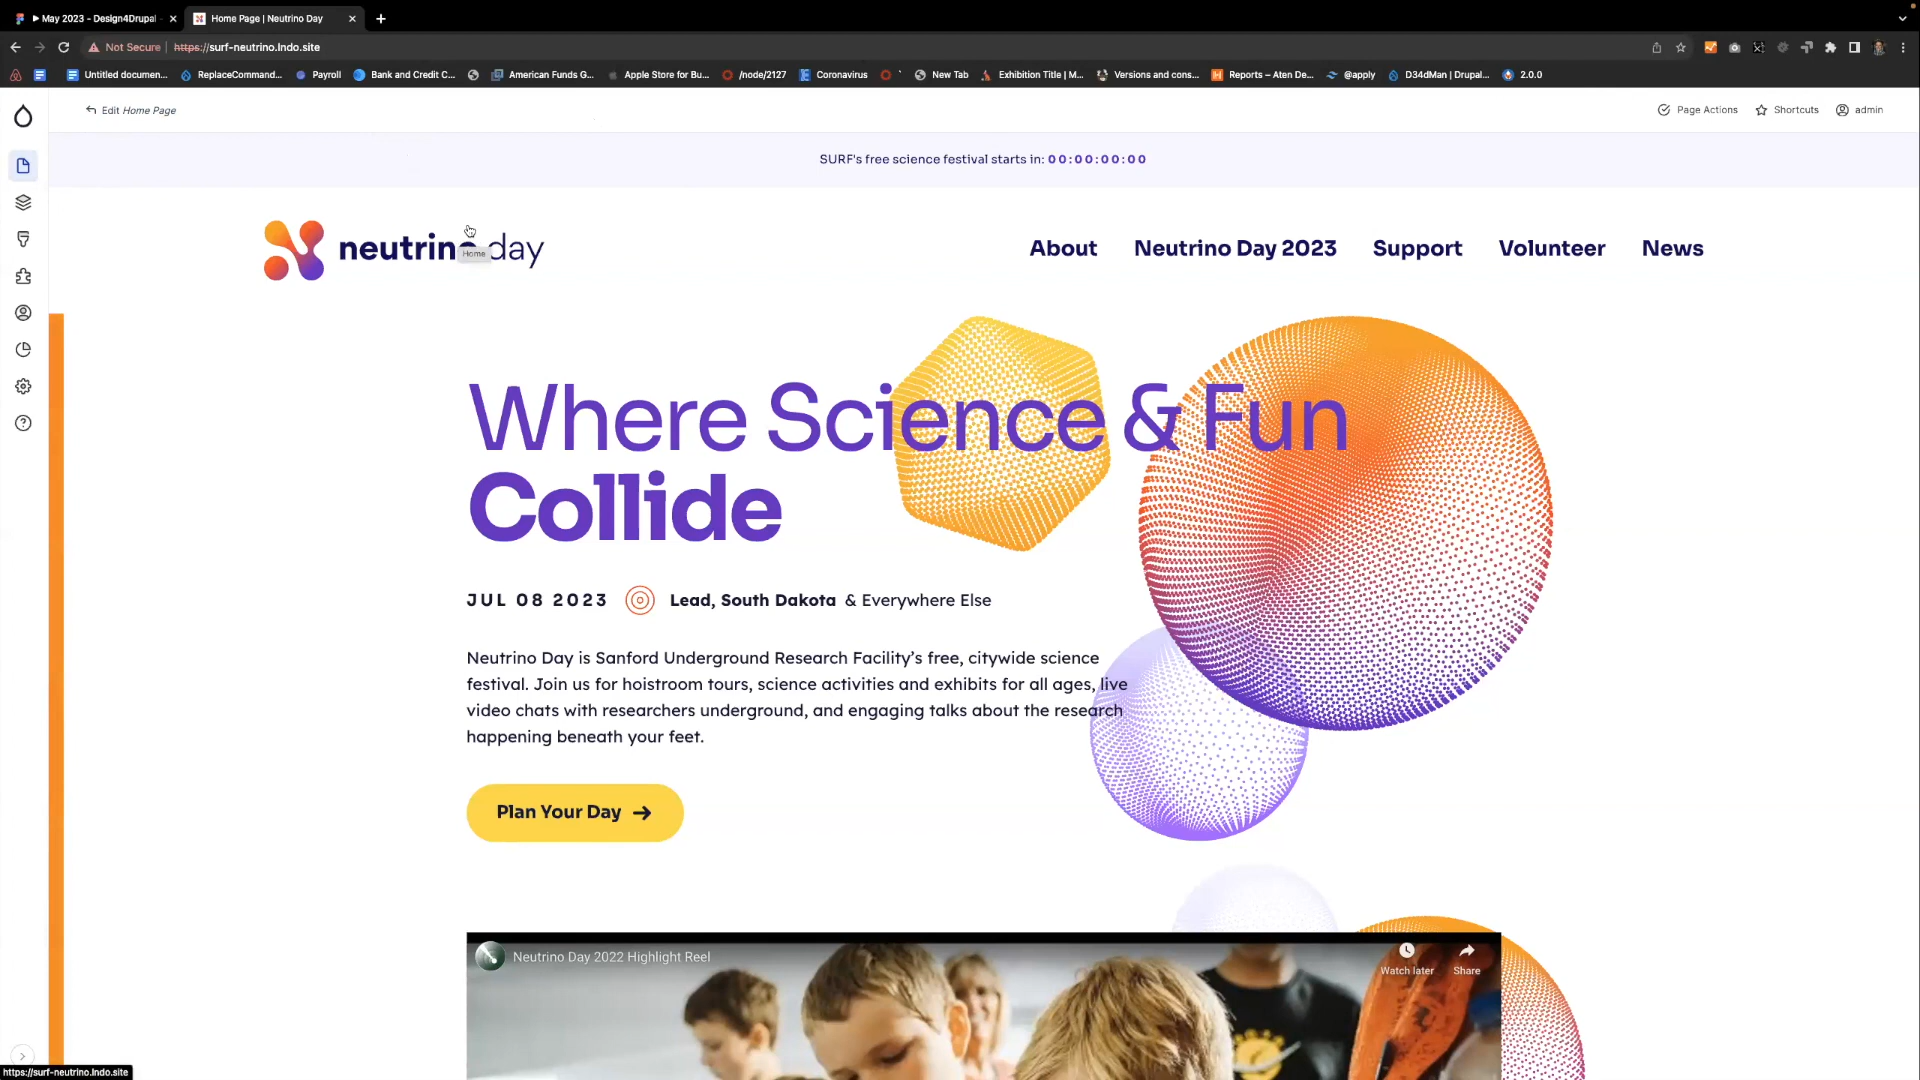 May 2023 - Design4Drupal
Home Page | Neutrino Day
Not Secure
https://surf-neutrino.lndo.site
Untitled documen...
ReplaceCommand...
Payroll
Bank and Credit C...
American Funds G...
Apple Store for Bu...
/node/2127
Coronavirus
New Tab
Exhibition Title | M...
Versions and cons...
Reports – Aten De...
@apply
D34dMan | Drupal...
2.0.0
Edit Home Page
Page Actions
Shortcuts
admin
SURF's free science festival starts in: 00:00:00:00
neutrino day
Home
About
Neutrino Day 2023
Support
Volunteer
News
Where Science & Fun
Collide
JUL 08 2023
Lead, South Dakota & Everywhere Else
Neutrino Day is Sanford Underground Research Facility’s free, citywide science
festival. Join us for hoistroom tours, science activities and exhibits for all ages, live
video chats with researchers underground, and engaging talks about the research
happening beneath your feet.
Plan Your Day
Neutrino Day 2022 Highlight Reel
Watch later
Share
https://surf-neutrino.lndo.site